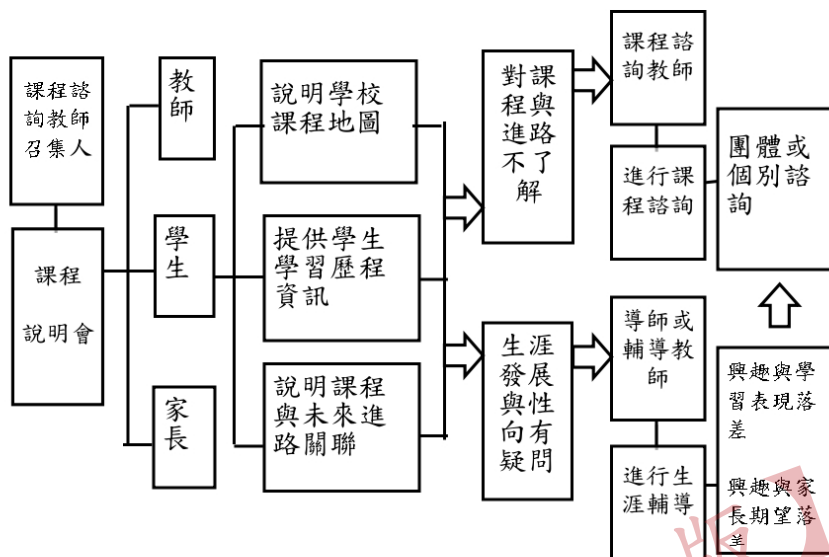 課程諮
詢教師
召集人
課程
說明會
教
師
學
生
家
長
說明學校
課程地圖
提供學生
學習歷程
資訊
說明課程
與未來進
路關聯
對課
程與
進路
不了
解
生涯
發展
與性
向有
疑問
課程諮
詢教師
進行課
程諮詢
團體或
個別諮
詢
導師或
輔導教
師
進行生
涯輔導
興趣與學
習表現落
差
興趣與家
長期望落
差
版